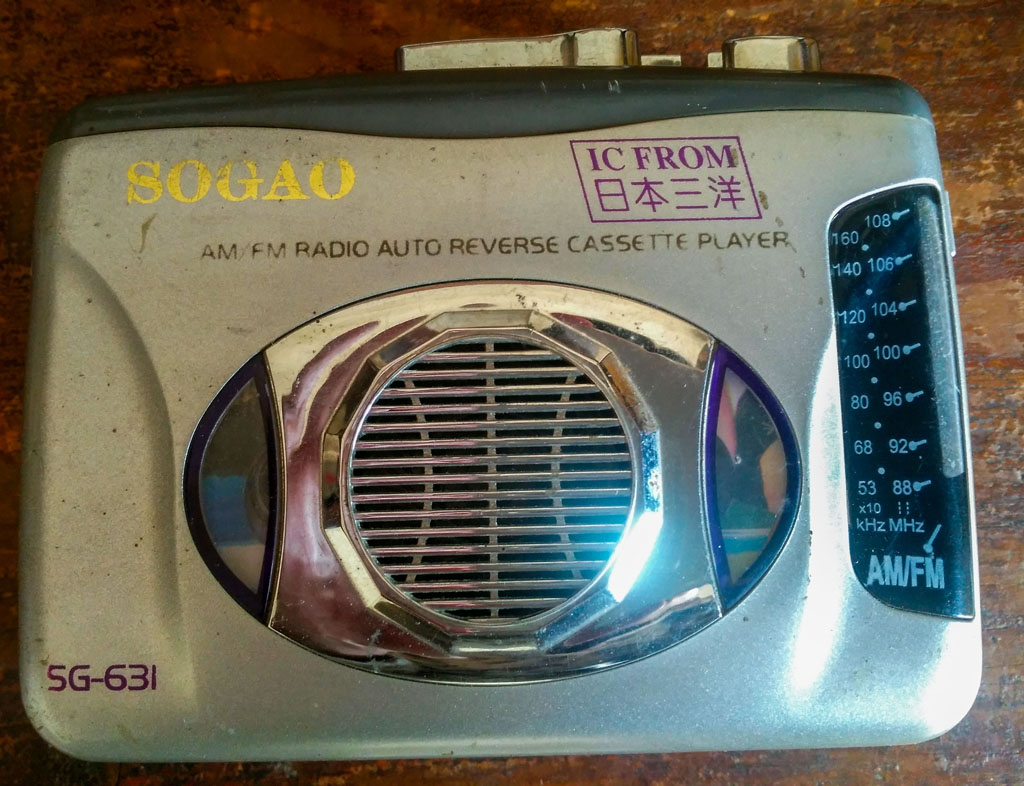 SOGAO
IC FROM
日本三洋
AM/FM RADIO AUTO REVERSE CASSETTE PLAYER
108
160
140 106
120 104
100 100
80 96
68 92
53 88
x10
kHz MHz
AM/FM
SG-631